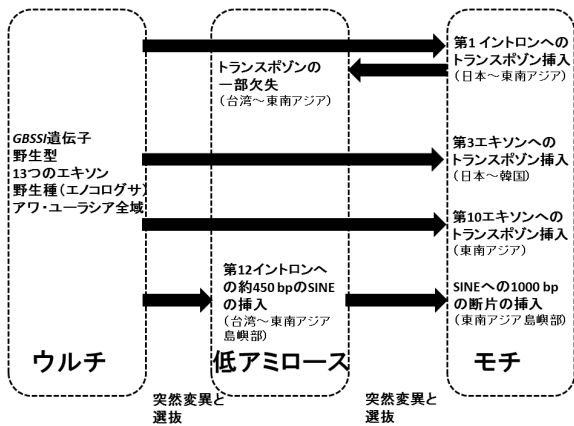 第1 イントロンへの
トランスポゾン挿入
（日本～東南アジア）
トランスポゾンの
一部欠失
（台湾～東南アジア）
GBSSI遺伝子
野生型
13つのエキソン
野生種（エノコログサ）
アワ・ユーラシア全域
第3エキソンへの
トランスポゾン挿入
（日本～韓国）
第10エキソンへの
トランスポゾン挿入
（東南アジア）
第12イントロンへ
の約450 bpのSINE
の挿入
（台湾～東南アジア
島嶼部）
SINEへの1000 bp
の断片の挿入
（東南アジア島嶼部）
ウルチ
低アミロース
モチ
突然変異と
選抜
突然変異と
選抜